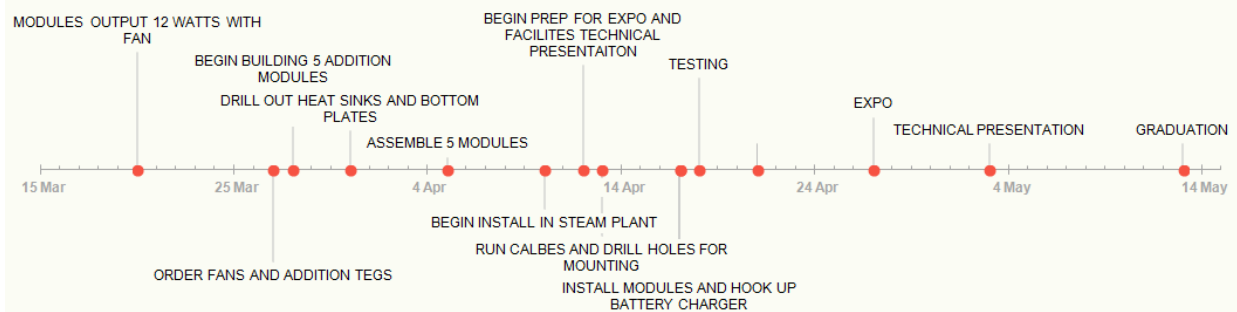 MODULES OUTPUT 12 WATTS WITH
FAN
BEGIN BUILDING 5 ADDITION
MODULES
DRILL OUT HEAT SINKS AND BOTTOM
PLATES
ASSEMBLE 5 MODULES
BEGIN PREP FOR EXPO AND
FACILITES TECHNICAL
PRESENTAITON
TESTING
EXPO
TECHNICAL PRESENTATION
GRADUATION
15 Mar
25 Mar
4 Apr
14 Apr
24 Apr
4 May
14 May
BEGIN INSTALL IN STEAM PLANT
RUN CALBES AND DRILL HOLES FOR
MOUNTING
ORDER FANS AND ADDITION TEGS
INSTALL MODULES AND HOOK UP
BATTERY CHARGER